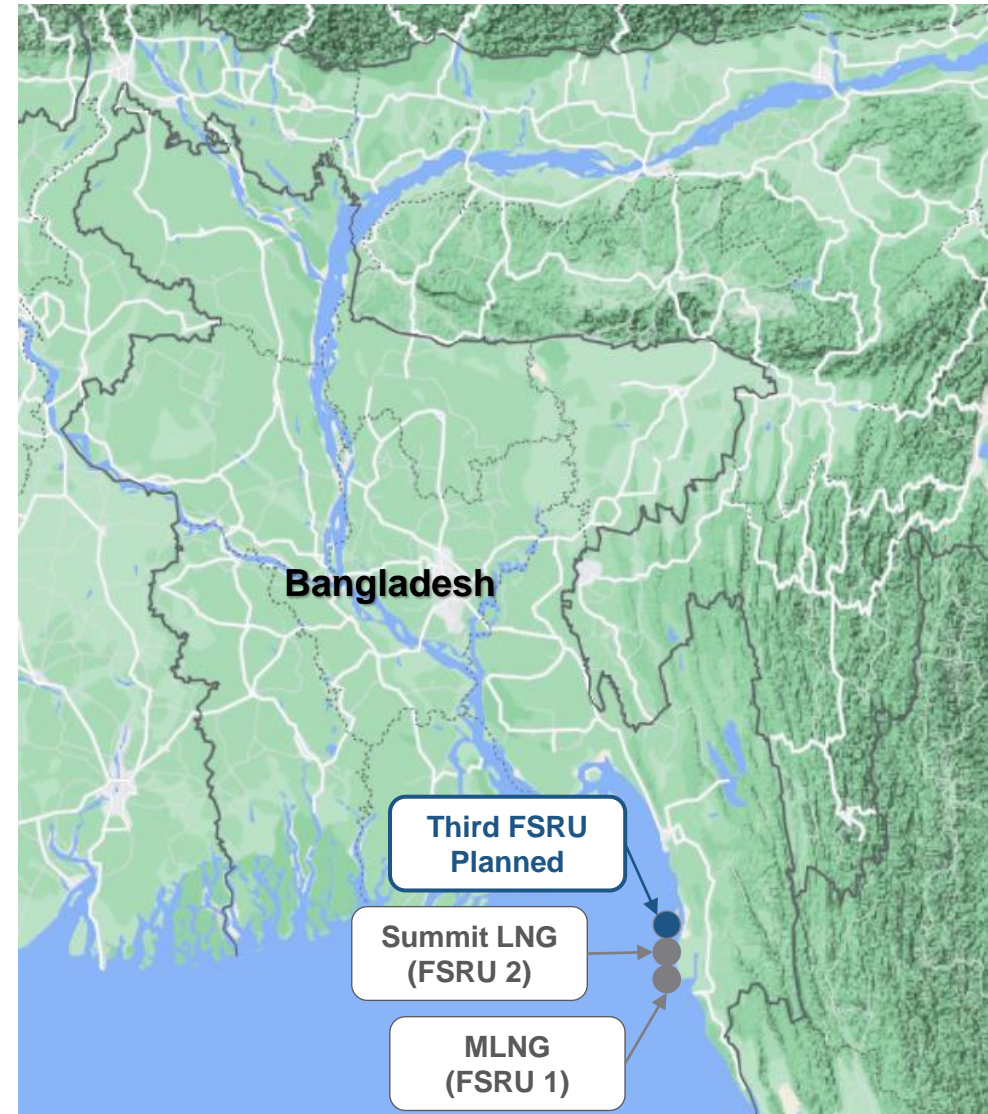 Bangladesh
Third FSRU
Planned
Summit LNG
(FSRU 2)
MLNG
(FSRU 1)